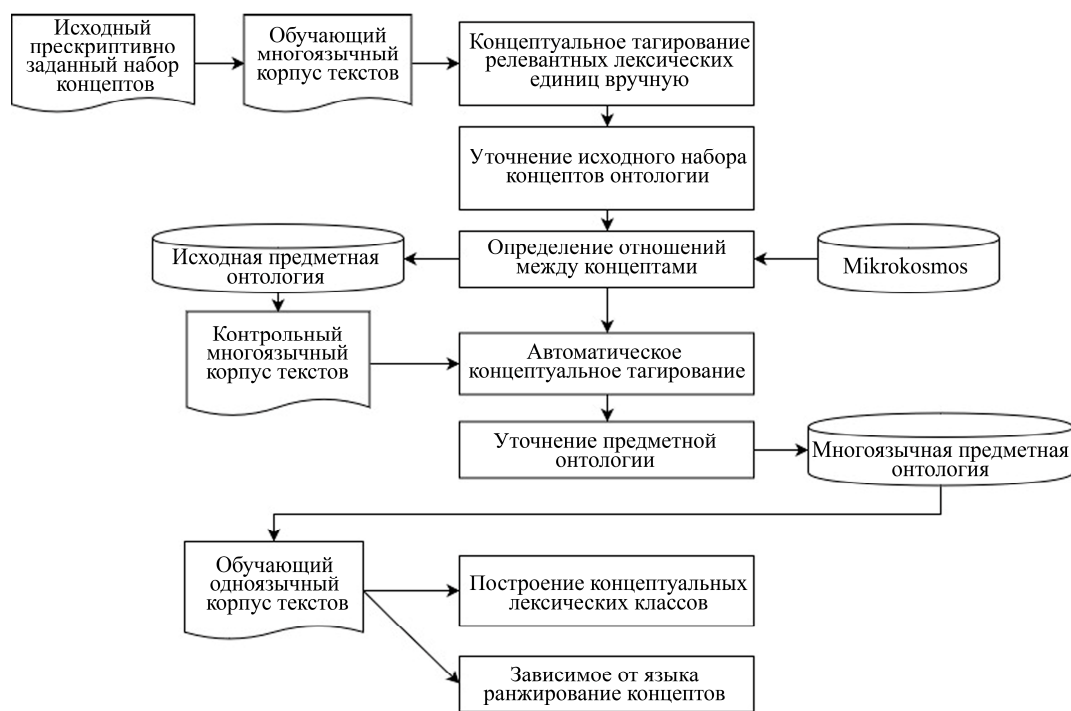 Исходный
прескриптивно
заданный набор
концептов
Обучающий
многоязычный
корпус текстов
Концептуальное тагирование
релевантных лексических
единиц вручную
Уточнение исходного набора
концептов онтологии
Исходная предметная
онтология
Определение отношений
между концептами
Mikrokosmos
Контрольный
многоязычный
корпус текстов
Автоматическое
концептуальное тагирование
Уточнение предметной
онтологии
Многоязычная предметная
онтология
Обучающий
одноязычный
корпус текстов
Построение концептуальных
лексических классов
Зависимое от языка
ранжирование концептов